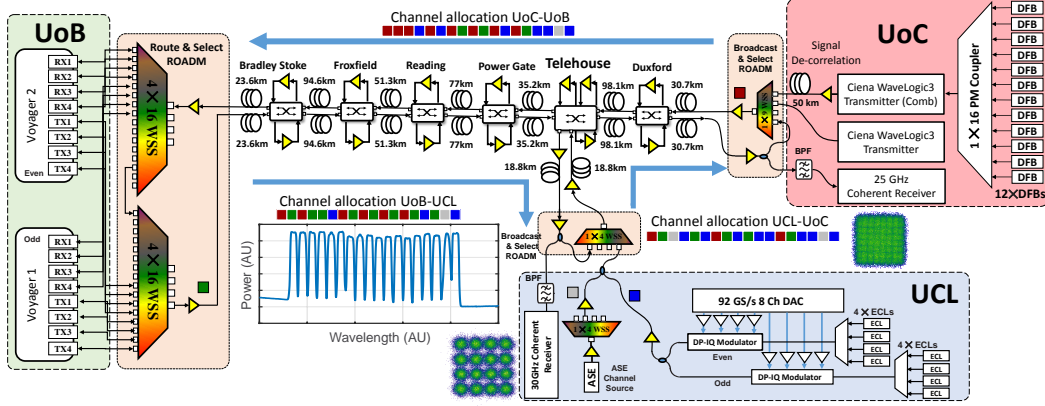 UoB
Voyager 2
RX1
RX2
RX3
RX4
TX1
TX2
TX3
TX4
Even
Odd
Voyager 1
RX1
RX2
RX3
RX4
TX1
TX2
TX3
TX4
Route & Select
ROADM
4 X 16 WSS
4 X 16 WSS
Channel allocation UoC-UoB
Bradley Stoke
Froxfield
Reading
Power Gate
Telehouse
Duxford
23.6km
94.6km
51.3km
77km
35.2km
98.1km
30.7km
23.6km
94.6km
51.3km
77km
35.2km
98.1km
30.7km
18.8km
18.8km
Broadcast
& Select
ROADM
1 X 4 WSS
50 km
BPF
UoC
Signal
De-correlation
Ciena WaveLogic3
Transmitter (Comb)
Ciena WaveLogic3
Transmitter
25 GHz
Coherent Receiver
1 X 16 PM Coupler
DFB
DFB
DFB
DFB
DFB
DFB
DFB
DFB
DFB
DFB
DFB
DFB
12XDFBs
Channel allocation UoB-UCL
Power (AU)
Wavelength (AU)
Broadcast
& Select
ROADM
1 X 4 WSS
Channel allocation UCL-UoC
UCL
BPF
30GHz Coherent
Receiver
1 X 4 WSS
ASE
ASE
Channel
Source
92 GS/s 8 Ch DAC
DP-IQ Modulator
Even
DP-IQ Modulator
Odd
4 X ECLs
ECL
ECL
ECL
ECL
4 X ECLs
ECL
ECL
ECL
ECL